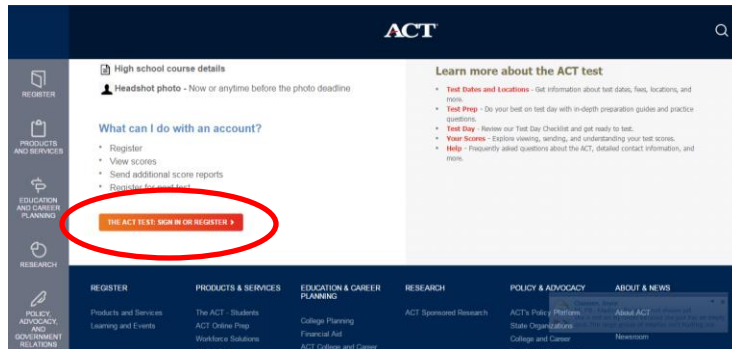 ACT
REGISTER
PRODUCTS
AND SERVICES
EDUCATION
AND CAREER
PLANNING
RESEARCH
POLICY,
ADVOCACY,
AND
GOVERNMENT
RELATIONS
High school course details
Headshot photo - Now or anytime before the photo deadline
What can I do with an account?
• Register
• View scores
• Send additional score reports
• Register for next test
THE ACT TEST: SIGN IN OR REGISTER
Learn more about the ACT test
• Test Dates and Locations - Get information about test dates, fees, locations, and
more.
• Test Prep - Do your best on test day with in-depth preparation guides and practice
questions.
• Test Day - Review our Test Day Checklist and get ready to test.
• Your Scores - Explore viewing, sending, and understanding your test scores.
• Help - Frequently asked questions about the ACT, detailed contact information, and
more.
REGISTER
Products and Services
Learning and Events
PRODUCTS & SERVICES
The ACT - Students
ACT Online Prep
Workforce Solutions
EDUCATION & CAREER
PLANNING
College Planning
Financial Aid
ACT College and Career
RESEARCH
ACT Sponsored Research
POLICY & ADVOCACY
ACT's Policy Platform
State Organizations
College and Career
ABOUT & NEWS
About ACT
Newsroom